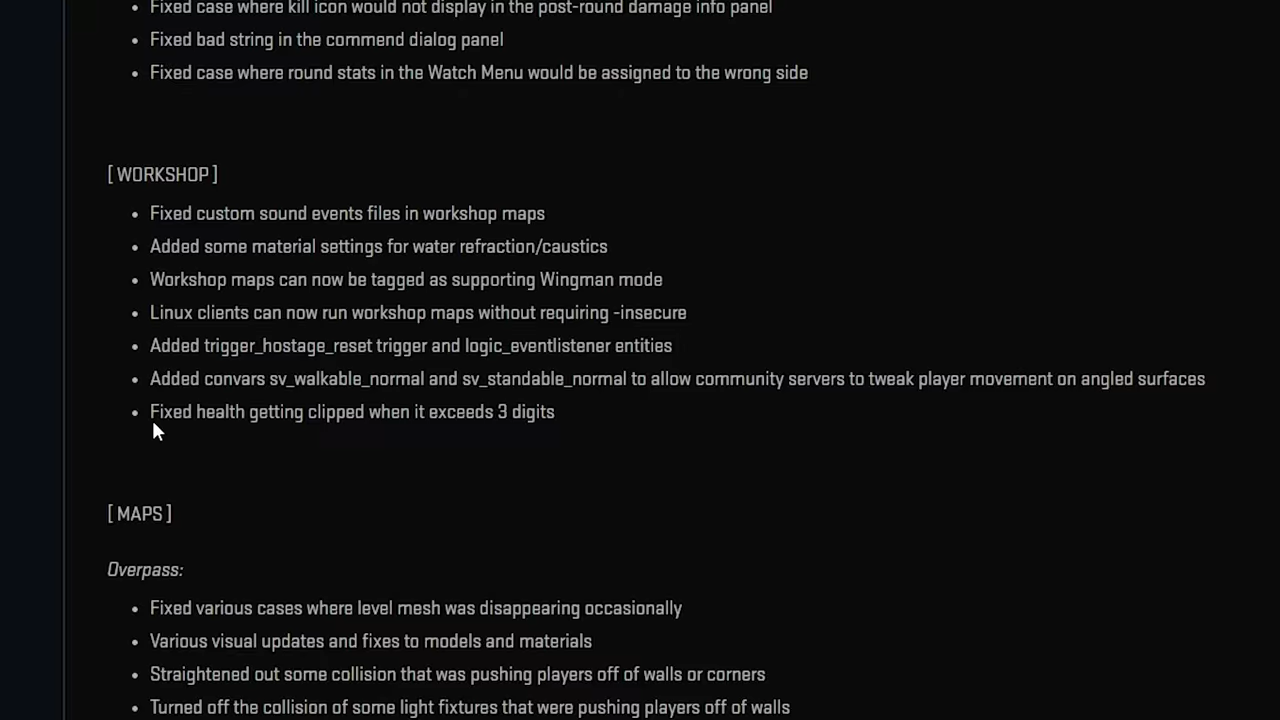 Fixed case where kill icon would not display in the post-round damage info panel
Fixed bad string in the commend dialog panel
Fixed case where round stats in the Watch Menu would be assigned to the wrong side
[ WORKSHOP ]
Fixed custom sound events files in workshop maps
Added some material settings for water refraction/caustics
Workshop maps can now be tagged as supporting Wingman mode
Linux clients can now run workshop maps without requiring -insecure
Added trigger_hostage_reset trigger and logic_eventlistener entities
Added convars sv_walkable_normal and sv_standable_normal to allow community servers to tweak player movement on angled surfaces
Fixed health getting clipped when it exceeds 3 digits
[ MAPS ]
Overpass:
Fixed various cases where level mesh was disappearing occasionally
Various visual updates and fixes to models and materials
Straightened out some collision that was pushing players off of walls or corners
Turned off the collision of some light fixtures that were pushing players off of walls